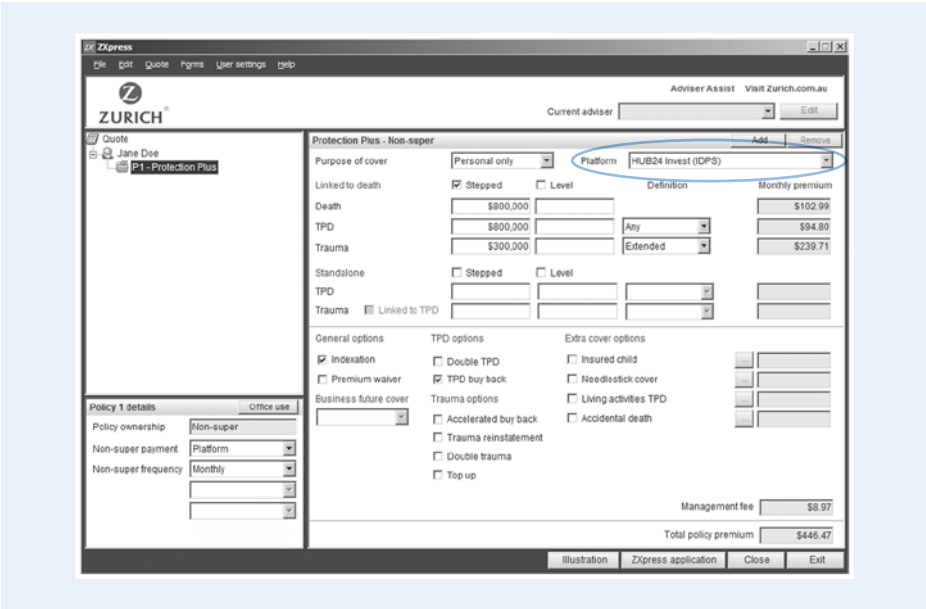 ZX ZXpress
File Edit Quote Forms User settings Help
Z
ZURICH®
Adviser Assist Visit Zurich.com.au
Current adviser Edit
Quote
Jane Doe
P1 - Protection Plus
Protection Plus - Non-super Add Remove
Purpose of cover Personal only Platform HUB24 Invest (IDPS)
Linked to death Stepped Level Definition Monthly premium
Death $800,000 $102.99
TPD $800,000 Any $94.80
Trauma $300,000 Extended $239.71
Standalone Stepped Level
TPD
Trauma Linked to TPD
General options TPD options Extra cover options
Indexation Double TPD Insured child ...
Premium waiver TPD buy back Needlestick cover ...
Business future cover Trauma options Living activities TPD ...
Accelerated buy back Accidental death ...
Trauma reinstatement
Double trauma
Top up
Policy 1 details Office use
Policy ownership Non-super
Non-super payment Platform
Non-super frequency Monthly
Management fee $8.97
Total policy premium $446.47
Illustration ZXpress application Close Exit